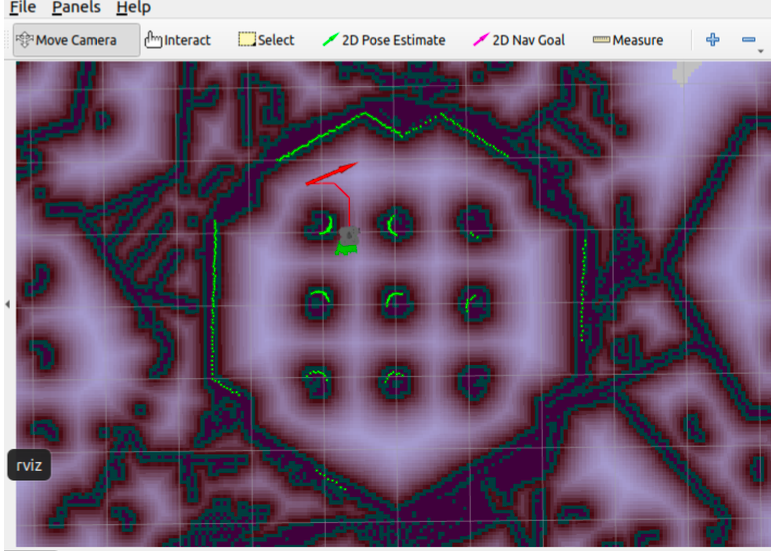 File Panels Help
Move Camera Interact Select 2D Pose Estimate 2D Nav Goal Measure
rviz